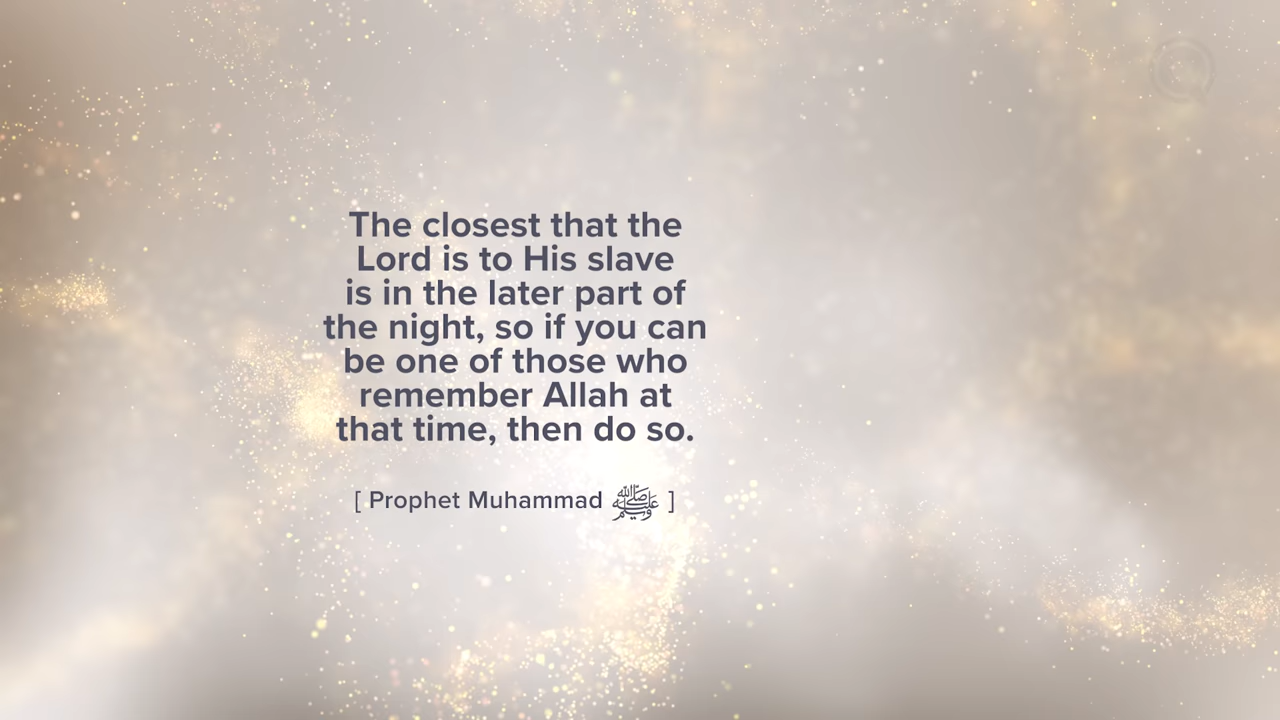 The closest that the
Lord is to His slave
is in the later part of
the night, so if you can
be one of those who
remember Allah at
that time, then do so.
[ Prophet Muhammad ﷺ ]